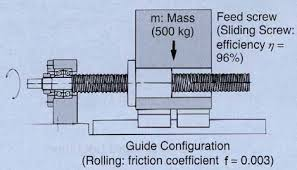 m: Mass
(500 kg)
Feed screw
(Sliding Screw:
efficiency η =
96%)
Guide Configuration
(Rolling: friction coefficient f = 0.003)